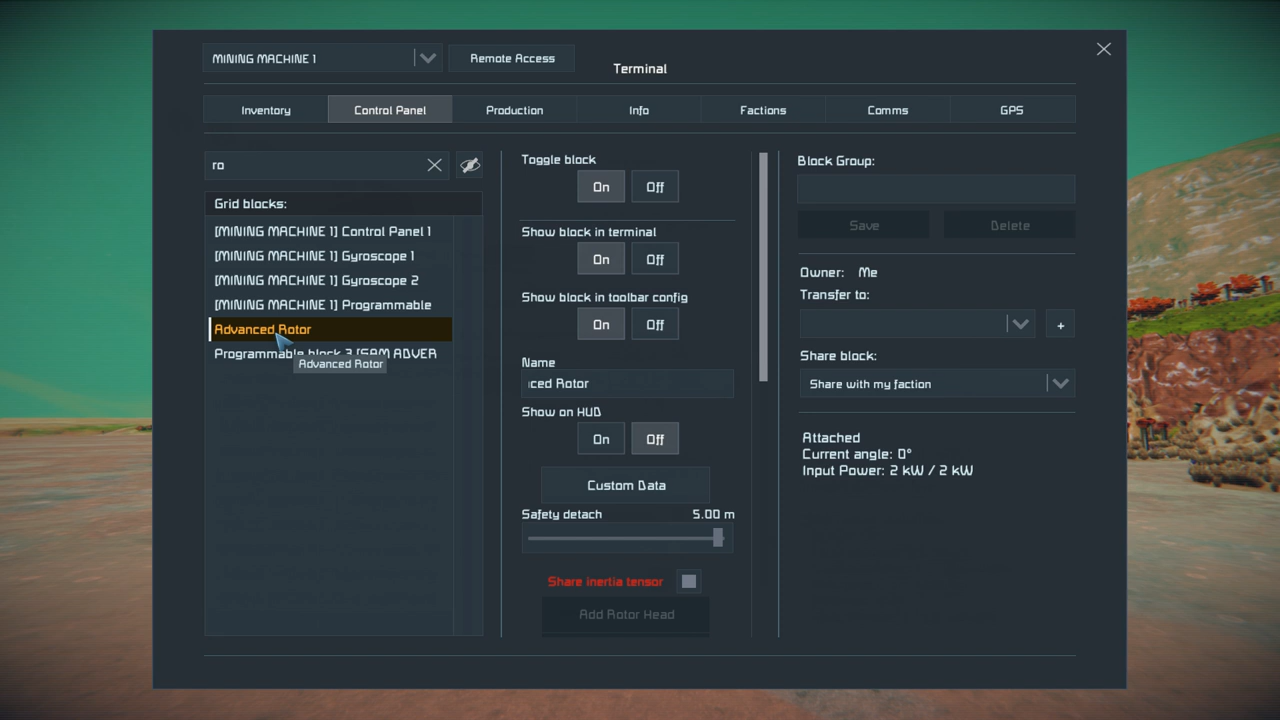 MINING MACHINE 1
Remote Access
Terminal
Inventory
Control Panel
Production
Info
Factions
Comms
GPS
ro
Grid blocks:
[MINING MACHINE 1] Control Panel 1
[MINING MACHINE 1] Gyroscope 1
[MINING MACHINE 1] Gyroscope 2
[MINING MACHINE 1] Programmable
Advanced Rotor
Programmable block 3 [SAM ADVER
Advanced Rotor
Toggle block
On Off
Show block in terminal
On Off
Show block in toolbar config
On Off
Name
ced Rotor
Show on HUD
On Off
Custom Data
Safety detach 5.00 m
Share inertia tensor
Add Rotor Head
Block Group:
Save Delete
Owner: Me
Transfer to:
+
Share block:
Share with my faction
Attached
Current angle: 0°
Input Power: 2 kW / 2 kW